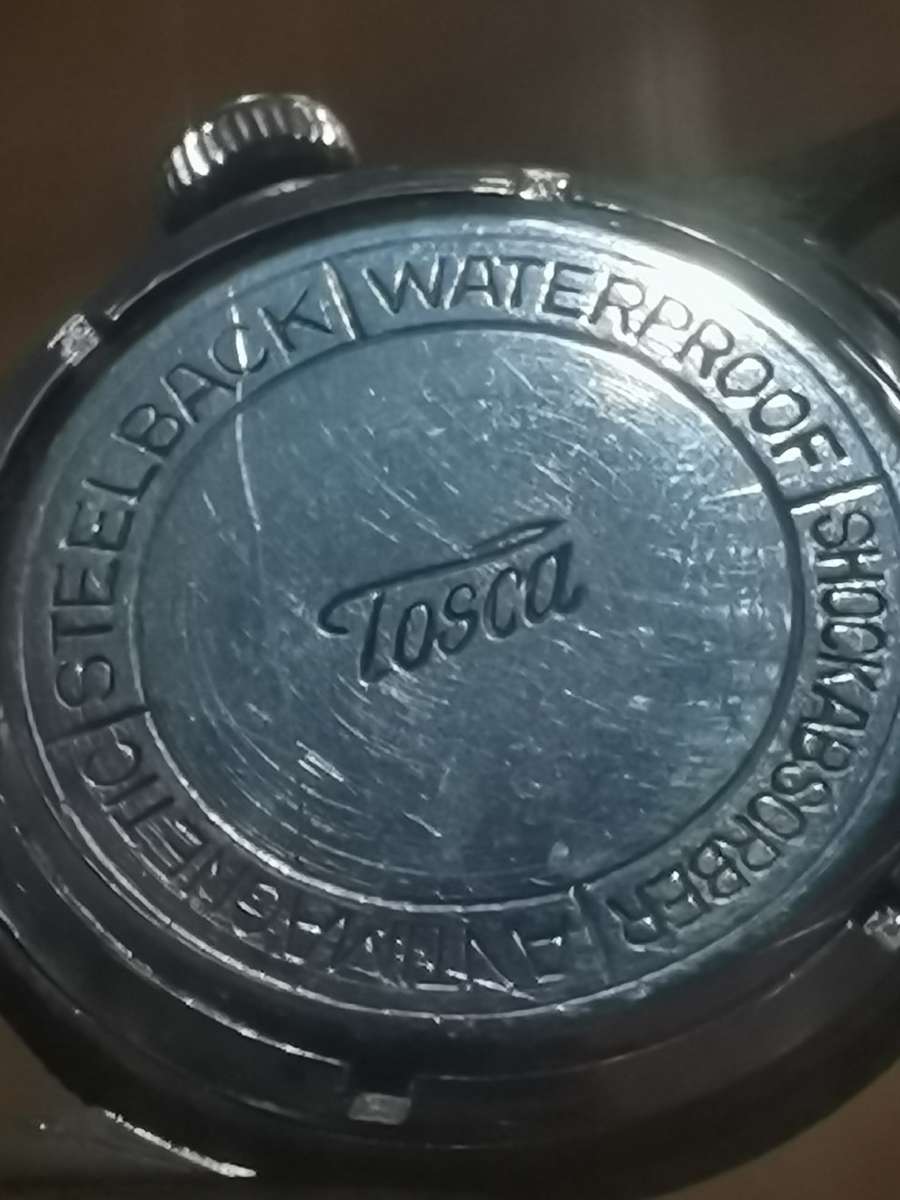 STEELBACK | WATERPROOF | SHOCKABSORBER | ANTIMAGNETIC |
Tosca